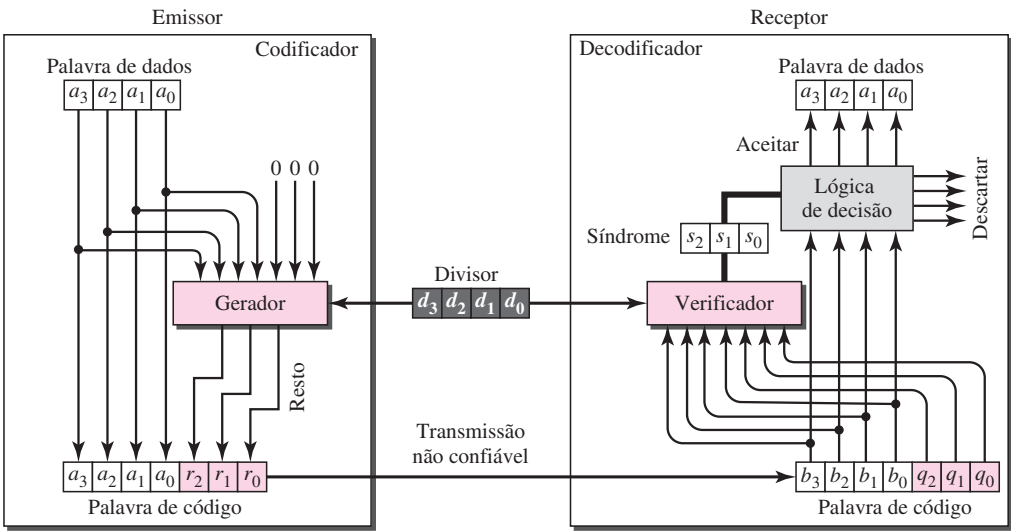 Emissor
Codificador
Palavra de dados
a3 a2 a1 a0
0 0 0
Gerador
Resto
a3 a2 a1 a0 r2 r1 r0
Palavra de código
Divisor
d3 d2 d1 d0
Transmissão
não confiável
Receptor
Decodificador
Palavra de dados
a3 a2 a1 a0
Aceitar
Lógica
de decisão
Descartar
Síndrome
s2 s1 s0
Verificador
b3 b2 b1 b0 q2 q1 q0
Palavra de código